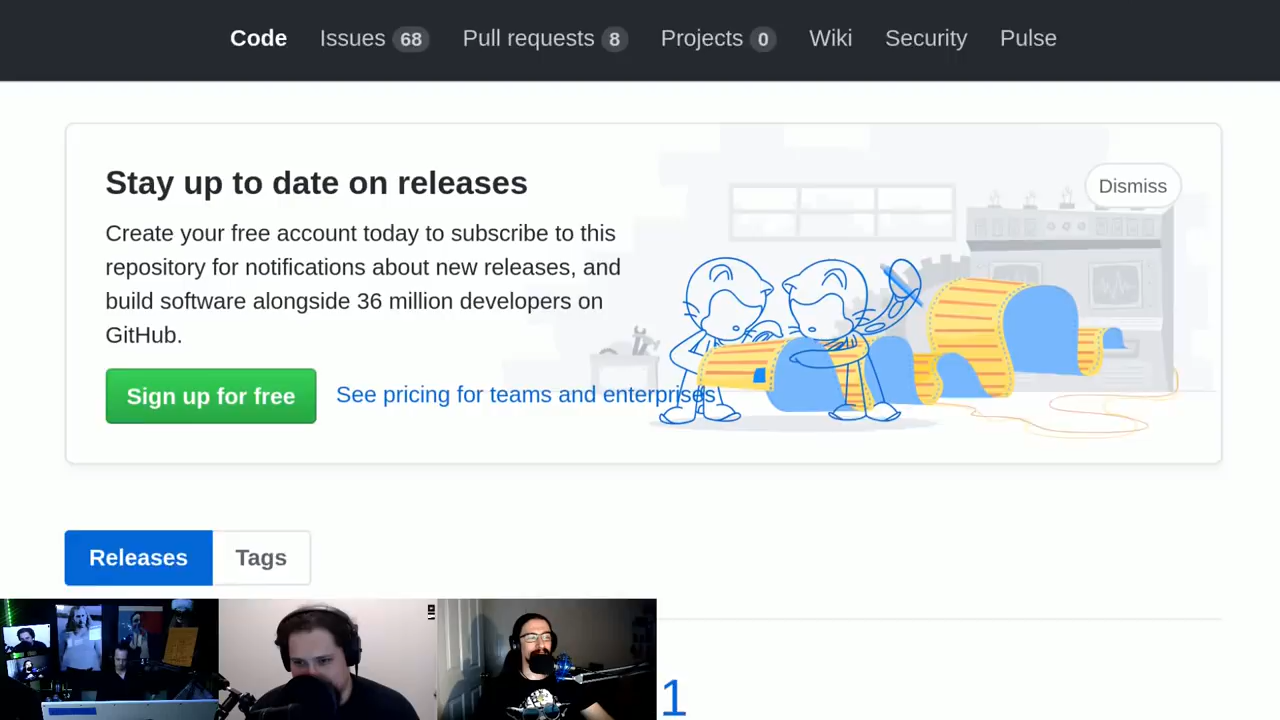 Code Issues 68 Pull requests 8 Projects 0 Wiki Security Pulse
Stay up to date on releases
Dismiss
Create your free account today to subscribe to this
repository for notifications about new releases, and
build software alongside 36 million developers on
GitHub.
Sign up for free See pricing for teams and enterprises
Releases Tags
1